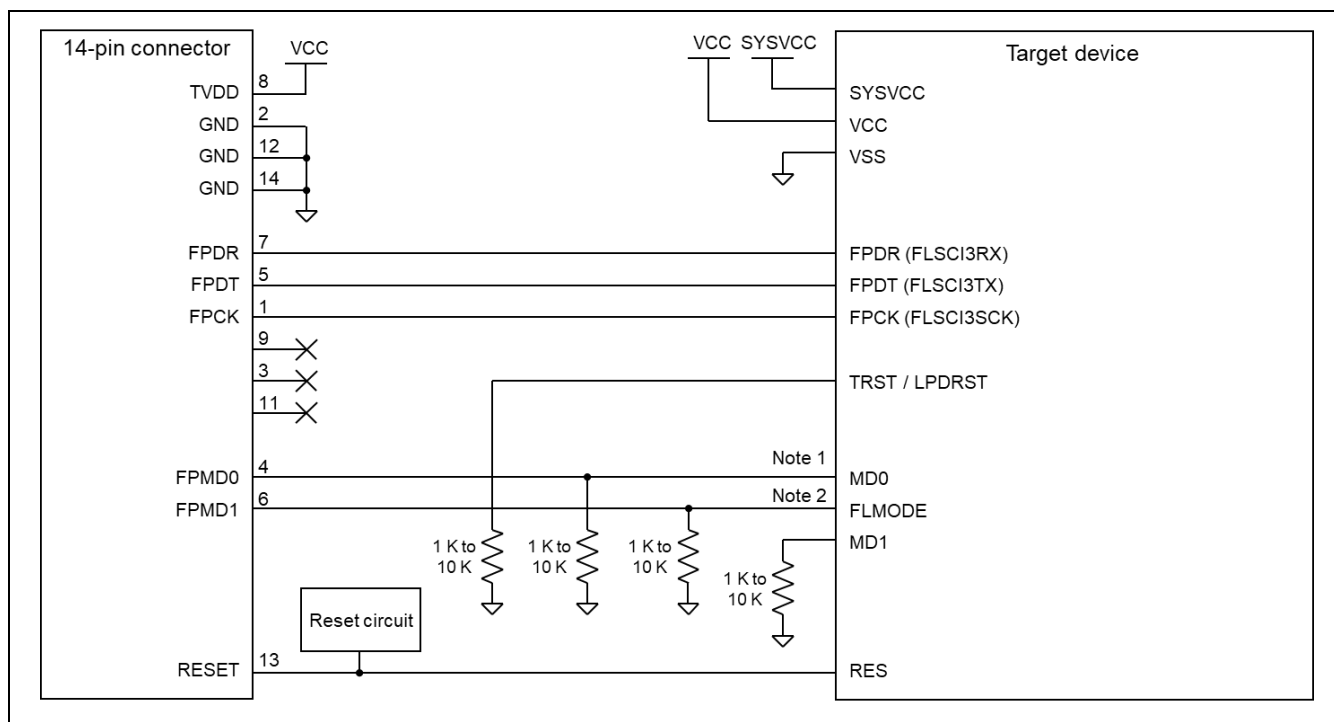 14-pin connector
VCC
VCC
SYSVCC
Target device
TVDD
8
SYSVCC
GND
2
VCC
GND
12
VSS
GND
14
FPDR
7
FPDR (FLSCI3RX)
FPDT
5
FPDT (FLSCI3TX)
FPCK
1
FPCK (FLSCI3SCK)
9
3
TRST / LPDRST
11
FPMD0
4
Note 1
MD0
FPMD1
6
Note 2
FLMODE
MD1
1 K to
10 K
1 K to
10 K
1 K to
10 K
1 K to
10 K
Reset circuit
RESET
13
RES